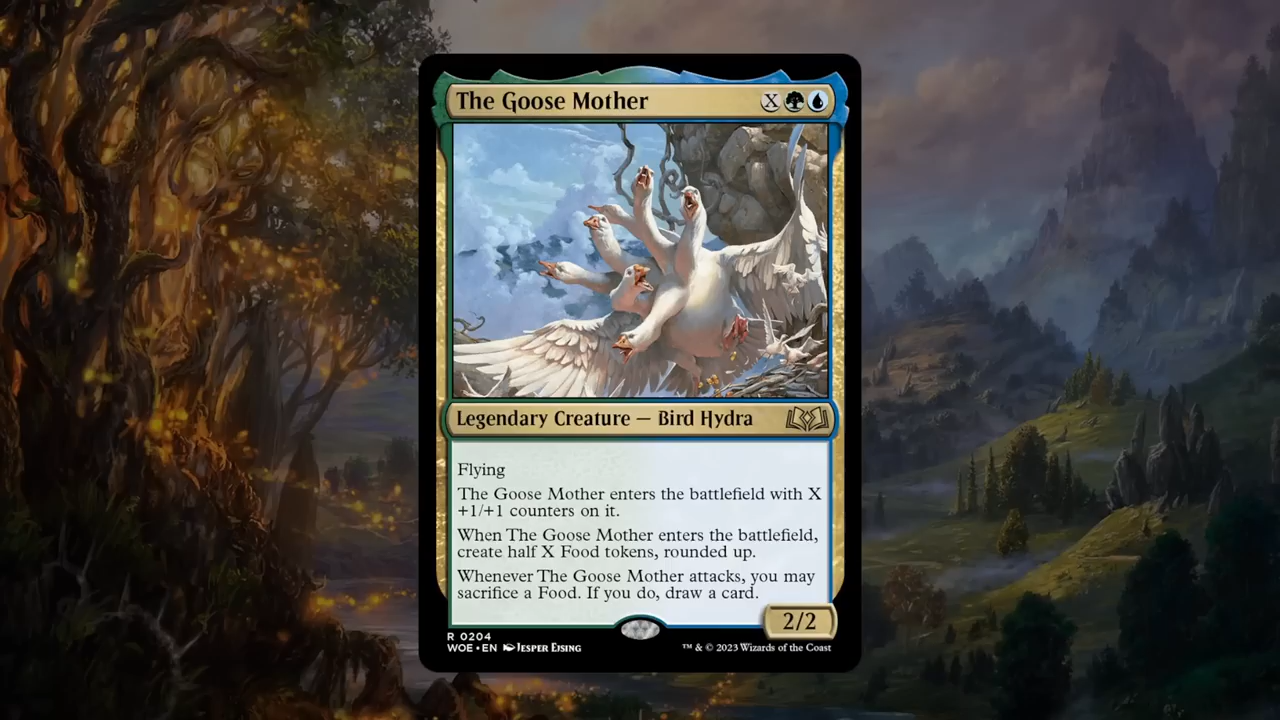 The Goose Mother X
Legendary Creature — Bird Hydra
Flying
The Goose Mother enters the battlefield with X
+1/+1 counters on it.
When The Goose Mother enters the battlefield,
create half X Food tokens, rounded up.
Whenever The Goose Mother attacks, you may
sacrifice a Food. If you do, draw a card.
2/2
R 0204
WOE • EN Jesper Eising
™ & © 2023 Wizards of the Coast